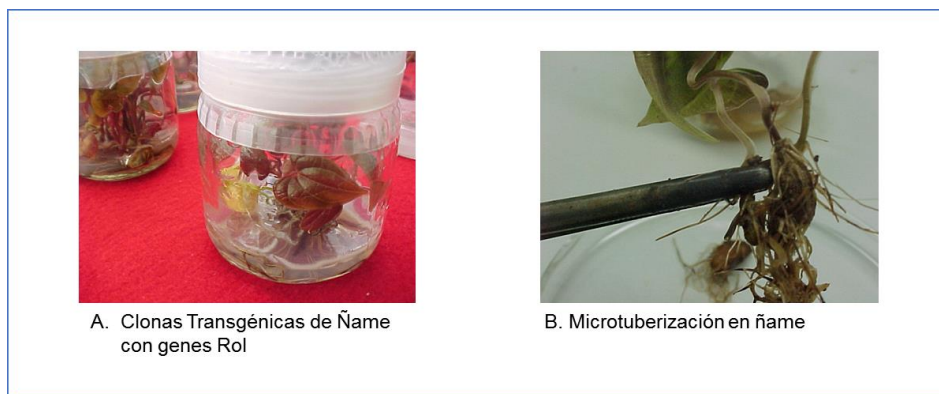 A. Clonas Transgénicas de Ñame
con genes Rol
B. Microtuberización en ñame